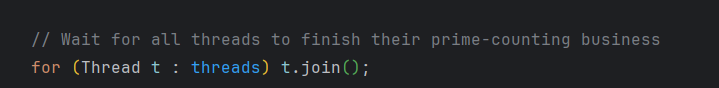 // Wait for all threads to finish their prime-counting business
for (Thread t : threads) t.join();